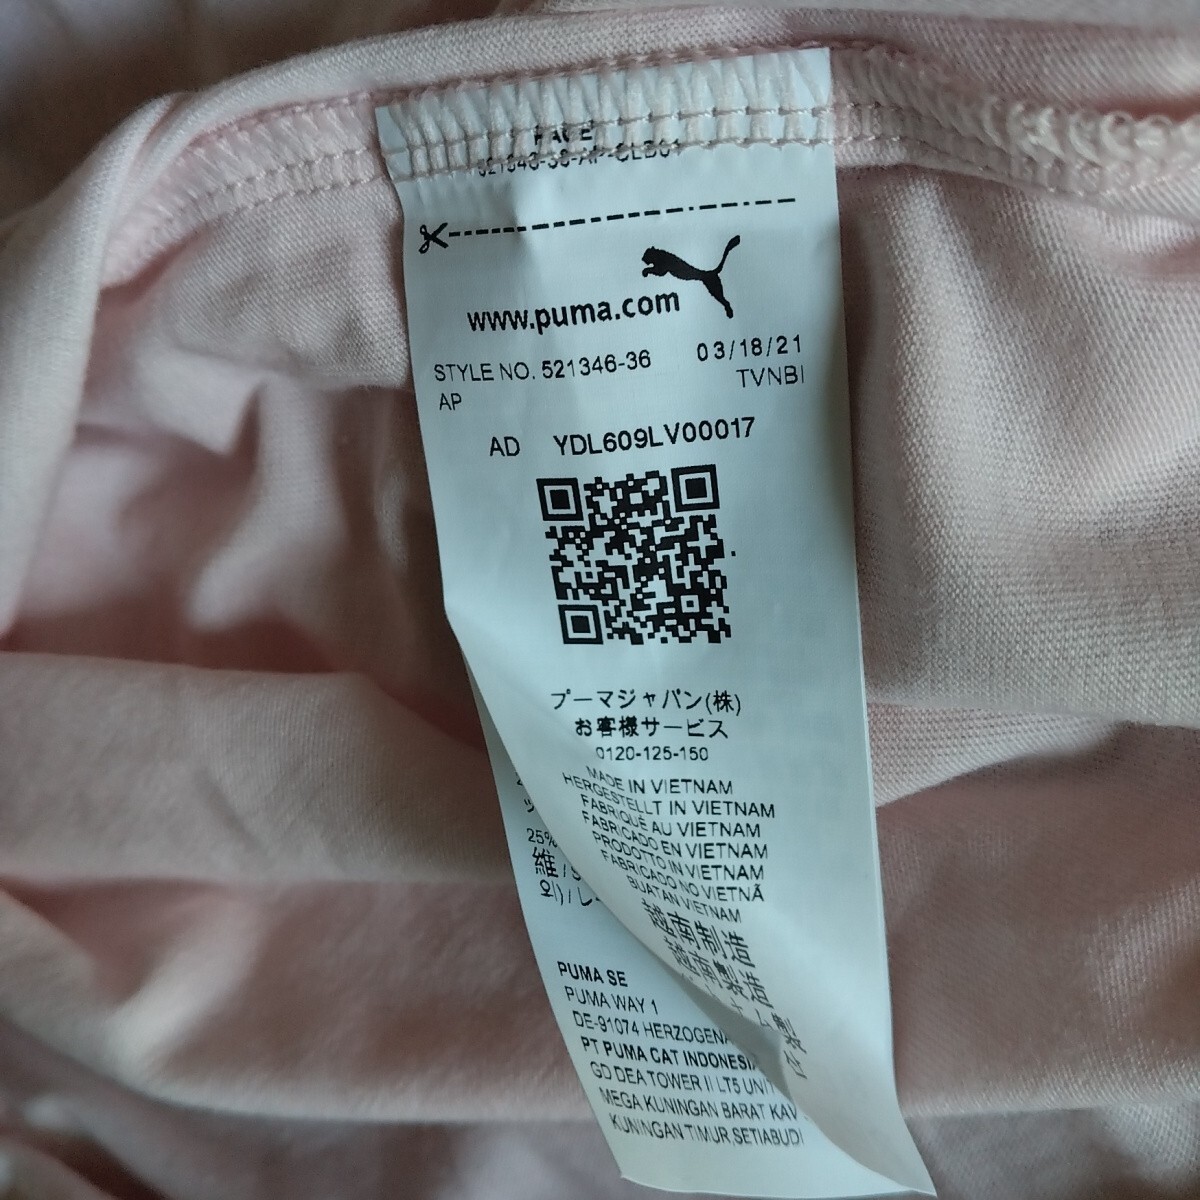 www.puma.com
STYLE NO. 521346-36 03/18/21
AP TVNBI
AD YDL609LV00017
プーマジャパン(株)
お客様サービス
0120-125-150
MADE IN VIETNAM
HERGESTELLT IN VIETNAM
FABRIQUÉ AU VIETNAM
FABRICADO EN VIETNAM
PRODOTTO IN VIETNAM
FABRICADO NO VIETNÃ
BUATAN VIETNAM
越南制造
越南製造
25%
維
PUMA SE
PUMA WAY 1
DE-91074
PT PUMA CAT INDONESIA
GD DEA TOWER II LT5 UNIT
MEGA KUNINGAN BARAT KAV
KUNINGAN TIMUR,SETIABUDI